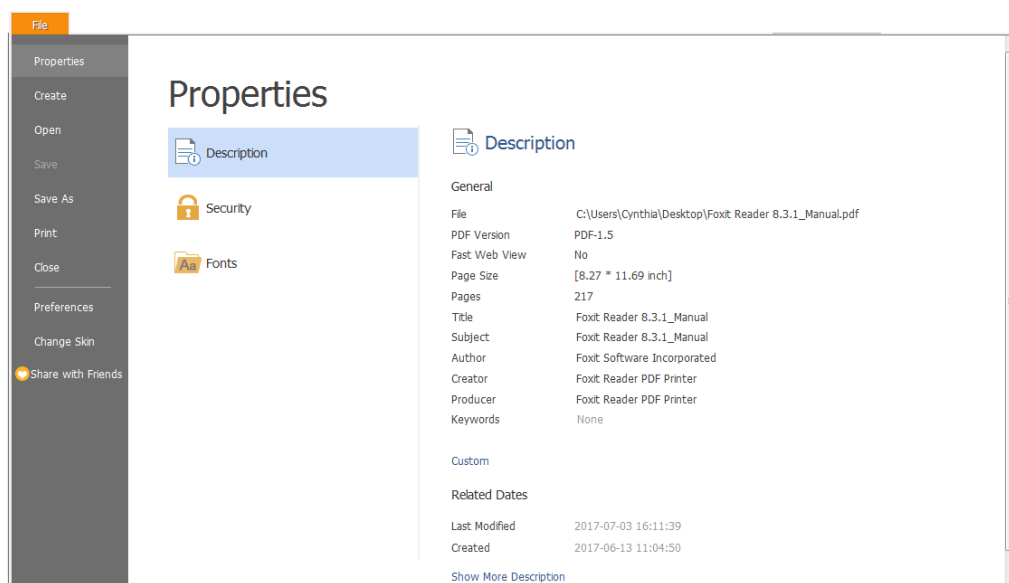 File
Properties
Create
Open
Save
Save As
Print
Close
Preferences
Change Skin
Share with Friends
Properties
Description
Security
Aa Fonts
Description
General
File C:\Users\Cynthia\Desktop\Foxit Reader 8.3.1_Manual.pdf
PDF Version PDF-1.5
Fast Web View No
Page Size [8.27 * 11.69 inch]
Pages 217
Title Foxit Reader 8.3.1_Manual
Subject Foxit Reader 8.3.1_Manual
Author Foxit Software Incorporated
Creator Foxit Reader PDF Printer
Producer Foxit Reader PDF Printer
Keywords None
Custom
Related Dates
Last Modified 2017-07-03 16:11:39
Created 2017-06-13 11:04:50
Show More Description